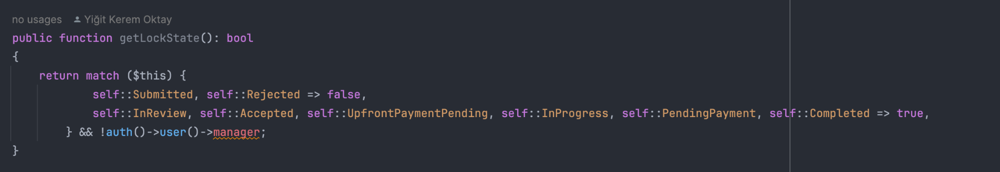 no usages Yiğit Kerem Oktay
public function getLockState(): bool
{
return match ($this) {
self::Submitted, self::Rejected => false,
self::InReview, self::Accepted, self::UpfrontPaymentPending, self::InProgress, self::PendingPayment, self::Completed => true,
} && !auth()->user()->manager;
}